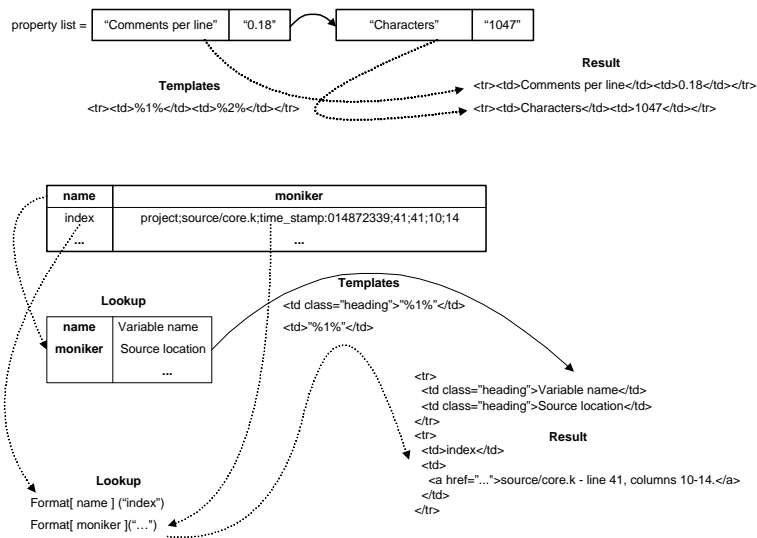 property list = "Comments per line" "0.18" "Characters" "1047"
Result
Templates
<tr><td>Comments per line</td><td>0.18</td></tr>
<tr><td>%1%</td><td>%2%</td></tr>
<tr><td>Characters</td><td>1047</td></tr>
name moniker
index project;source/core.k;time_stamp:014872339;41;41;10;14
... ...
Templates
<td class="heading">"%1%"</td>
<td>"%1%"</td>
Lookup
name Variable name
moniker Source location
...
<tr>
<td class="heading">Variable name</td>
<td class="heading">Source location</td>
</tr>
<tr>
Result
<td>index</td>
<td>
<a href="...">source/core.k - line 41, columns 10-14.</a>
</td>
</tr>
Lookup
Format[ name ] ("index")
Format[ moniker ]("...")